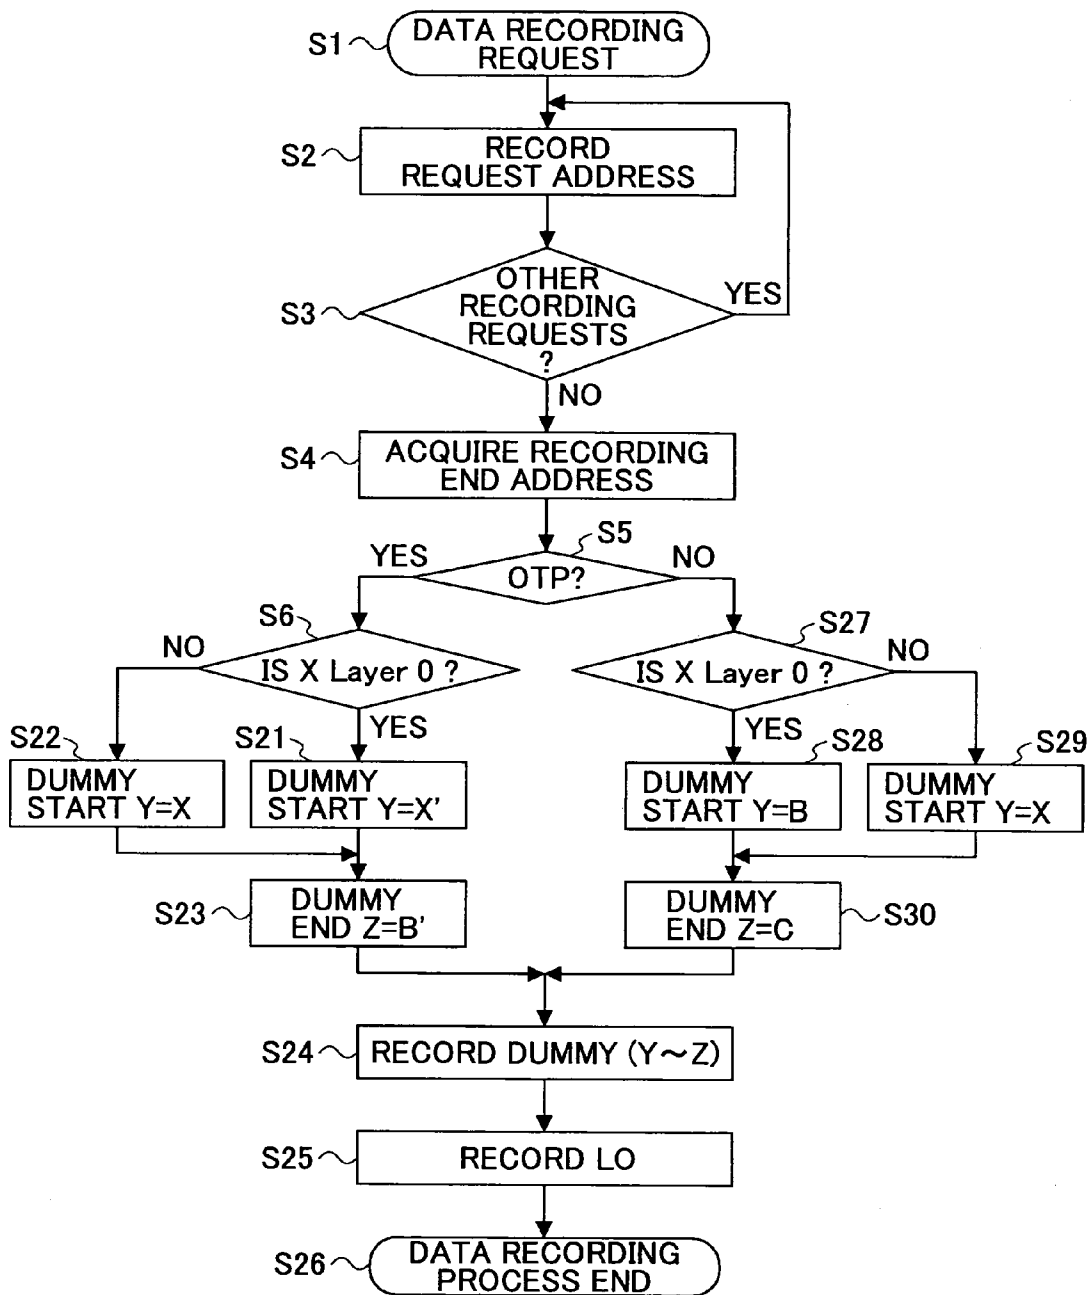 S1
DATA RECORDING
REQUEST
S2
RECORD
REQUEST ADDRESS
S3
OTHER
RECORDING
REQUESTS
?
YES
NO
S4
ACQUIRE RECORDING
END ADDRESS
S5
YES
OTP?
NO
S6
NO
IS X Layer 0 ?
YES
S27
IS X Layer 0 ?
NO
YES
S22
DUMMY
START Y=X
S21
DUMMY
START Y=X'
S28
DUMMY
START Y=B
S29
DUMMY
START Y=X
S23
DUMMY
END Z=B'
DUMMY
END Z=C
S30
S24
RECORD DUMMY (Y~Z)
S25
RECORD LO
S26
DATA RECORDING
PROCESS END